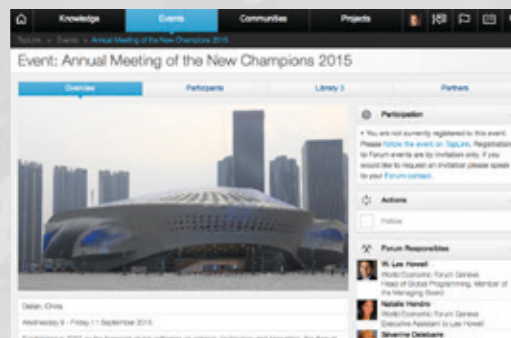 Knowledge
Events
Communities
Projects
TopLink > Events > Annual Meeting of the New Champions 2015
Event: Annual Meeting of the New Champions 2015
Overview
Participants
Library 3
Partners
Participation
• You are not currently registered to this event.
Please follow the event on TopLink. Registrations
to Forum events are by invitation only. If you
would like to request an invitation please speak
to your Forum contact.
Actions
Follow
Forum Responsibles
W. Lee Howell
World Economic Forum Geneva
Head of Global Programming, Member of
the Managing Board
Natalie Hendro
World Economic Forum Geneva
Executive Assistant to Lee Howell
Séverine Delebarre
Dalian, China
Wednesday 9 - Friday 11 September 2015